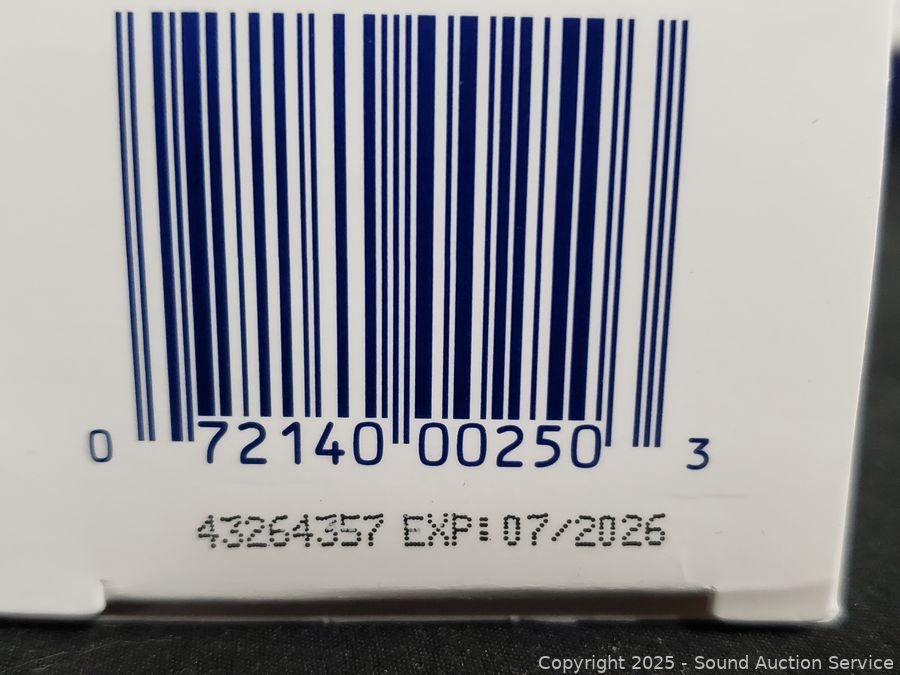 0 72140 00250 3
43264357 EXP:07/2026
Copyright 2025 - Sound Auction Service